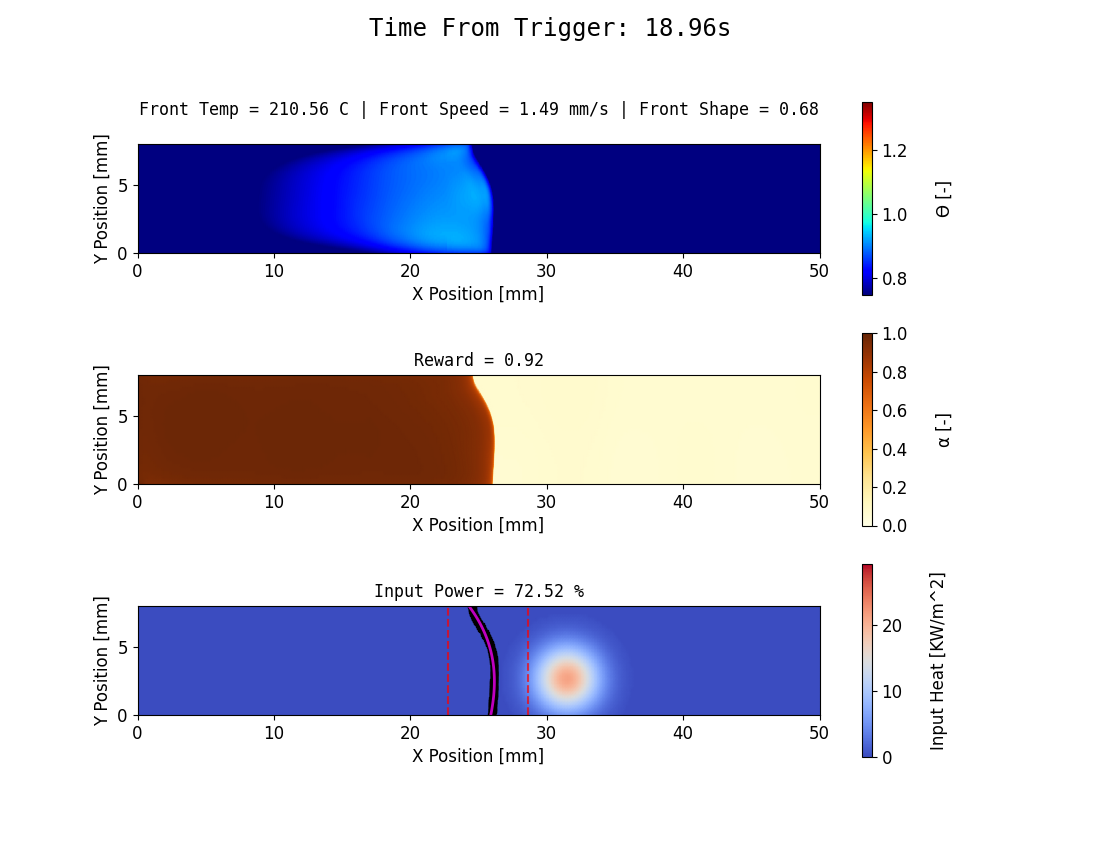 Time From Trigger: 18.96s
Front Temp = 210.56 C | Front Speed = 1.49 mm/s | Front Shape = 0.68
Y Position [mm]
5
0
0 10 20 30 40 50
X Position [mm]
1.2
1.0
0.8
Θ [-]
Reward = 0.92
Y Position [mm]
5
0
0 10 20 30 40 50
X Position [mm]
1.0
0.8
0.6
0.4
0.2
0.0
α [-]
Input Power = 72.52 %
Y Position [mm]
5
0
0 10 20 30 40 50
X Position [mm]
20
10
0
Input Heat [KW/m^2]